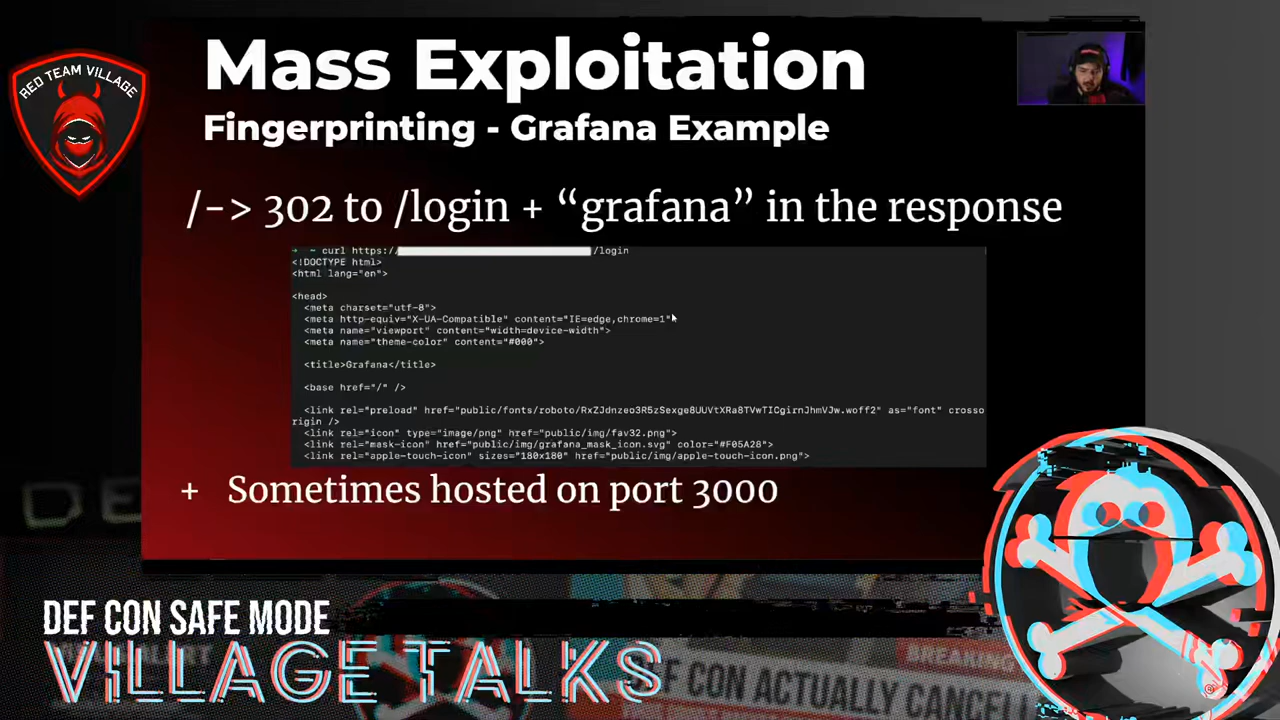 RED TEAM VILLAGE
Mass Exploitation
Fingerprinting - Grafana Example
/-> 302 to /login + “grafana” in the response
→ ~ curl https:// /login
<!DOCTYPE html>
<html lang="en">
<head>
<meta charset="utf-8">
<meta http-equiv="X-UA-Compatible" content="IE=edge,chrome=1">
<meta name="viewport" content="width=device-width">
<meta name="theme-color" content="#000">
<title>Grafana</title>
<base href="/" />
<link rel="preload" href="public/fonts/roboto/RxZJdnzeo3R5zSexge8UUVtXRa8TVwTICgirnJhmVJw.woff2" as="font" crosso
rigin />
<link rel="icon" type="image/png" href="public/img/fav32.png">
<link rel="mask-icon" href="public/img/grafana_mask_icon.svg" color="#F05A28">
<link rel="apple-touch-icon" sizes="180x180" href="public/img/apple-touch-icon.png">
+ Sometimes hosted on port 3000
DE
DEF CON SAFE MODE
VILLAGE TALKS
BREAKIN
DEF CON ACTUALLY CANCEL